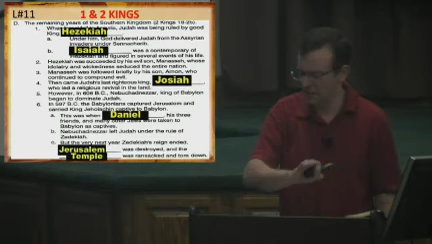 L#11
1 & 2 KINGS
D. The remaining years of the Southern Kingdom (2 Kings 18-25).
1. When Judah was being ruled by good
King Hezekiah
a. Under him, God delivered Judah from the Assyrian
invaders under Sennacherib.
b. Isaiah was a contemporary of
Hezekiah and figured in several events of his life.
2. Hezekiah was succeeded by his evil son, Manasseh, whose
idolatry and wickedness seduced the entire nation.
3. Manasseh was followed briefly by his son, Amon, who
continued to compound evil.
4. Then came Judah's last righteous king, Josiah
who led a religious revival in the land.
5. However, in 606 B.C., Nebuchadnezzar, king of Babylon
began to dominate Judah.
6. In 597 B.C. the Babylonians captured Jerusalem and
carried King Jehoiachin captive to Babylon.
a. This was when Daniel, his three
friends, and many other Jews were taken to
Babylon as captives.
b. Nebuchadnezzar left Judah under the rule of
Zedekiah.
c. But the very next year Zedekiah's reign ended.
Jerusalem was destroyed, and the
Temple was ransacked and torn down.